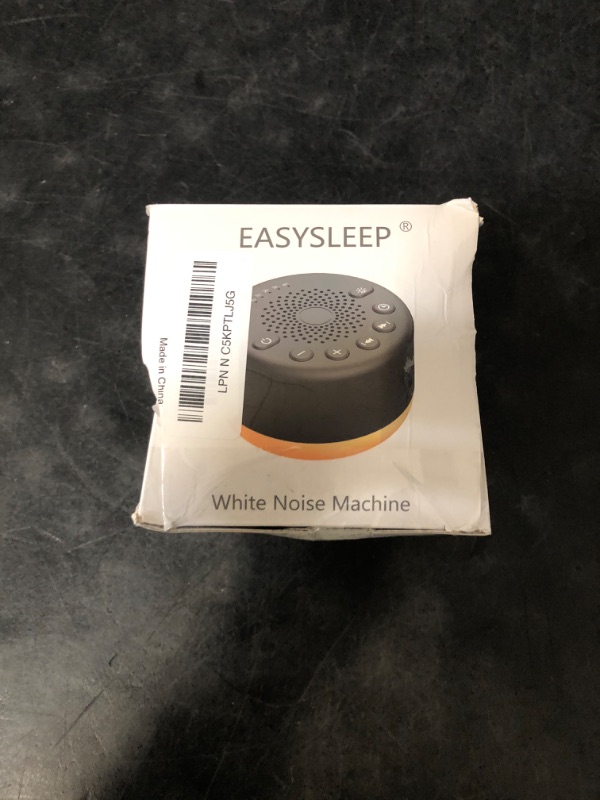 EASYSLEEP ®
LPN N C5KPTLJ5G
Made in China
White Noise Machine